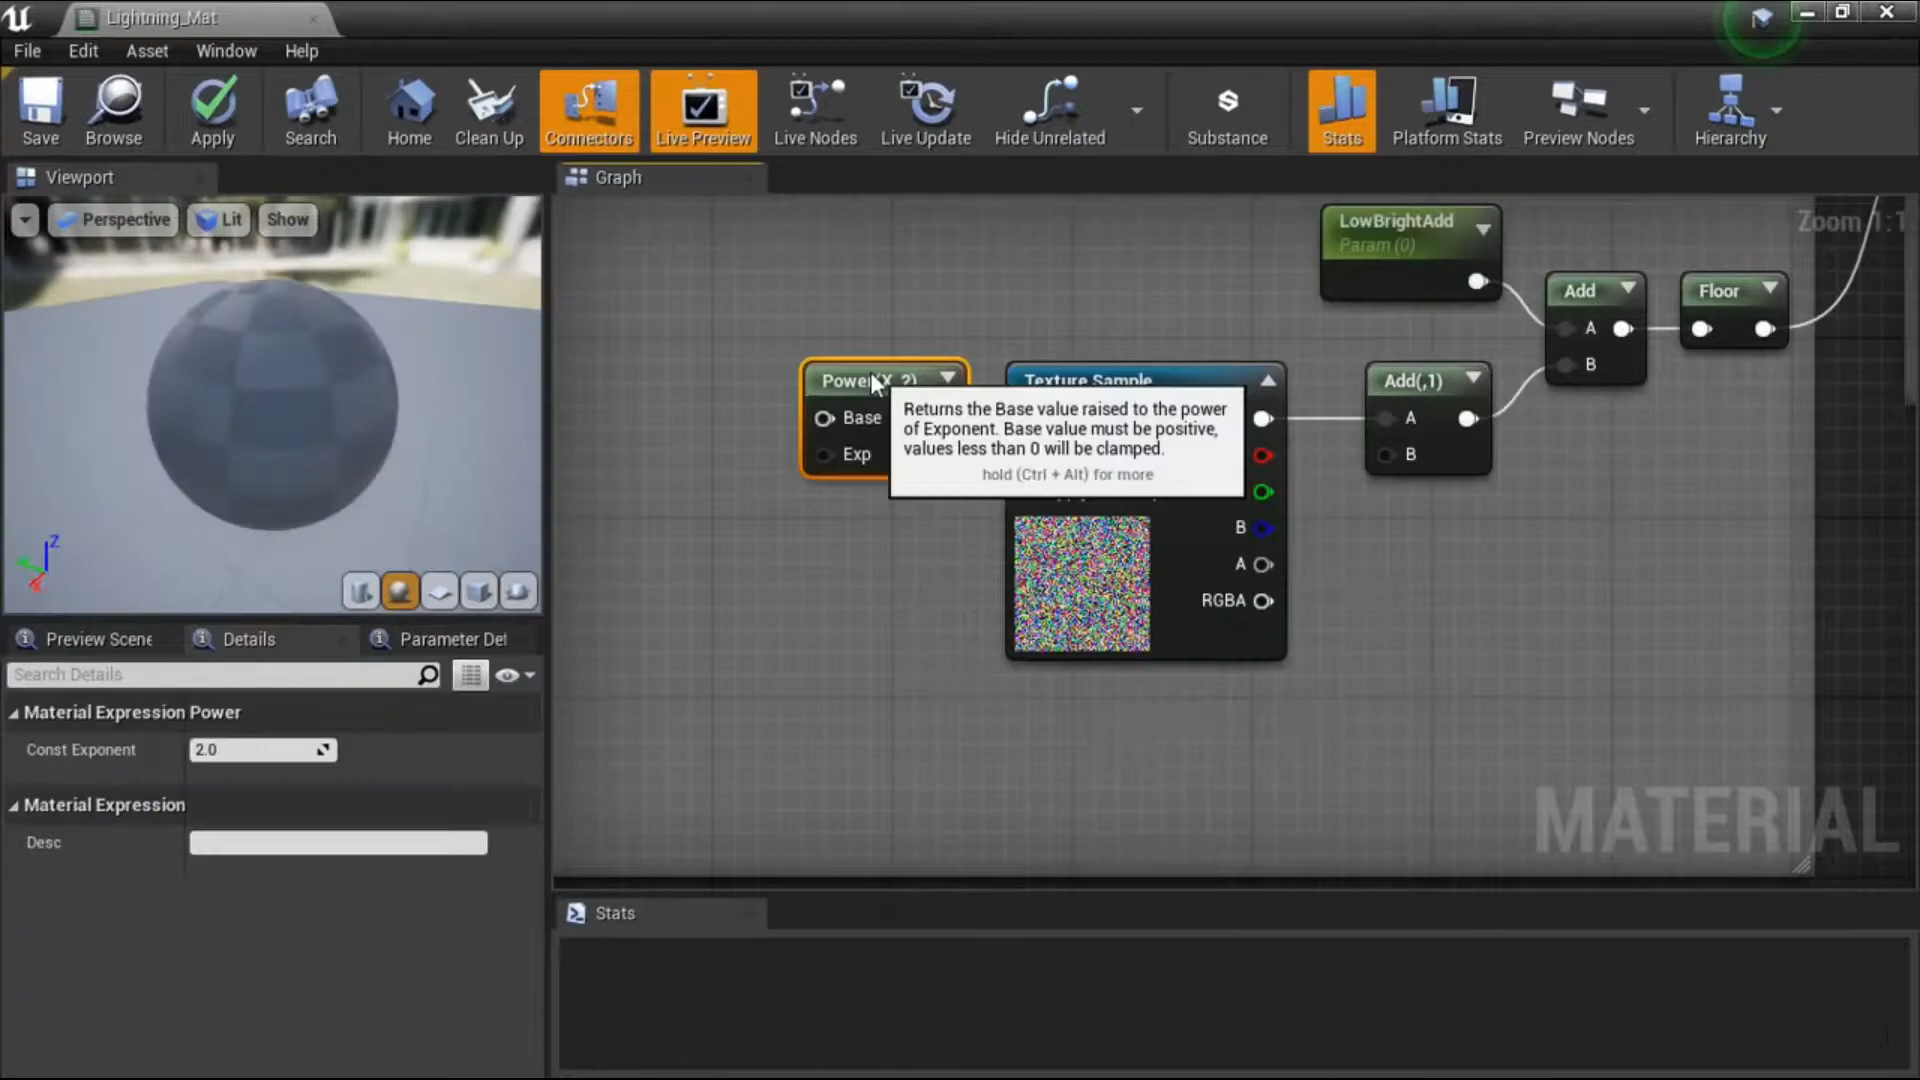 Lightning_Mat
File Edit Asset Window Help
Save Browse Apply Search Home Clean Up Connectors Live Preview Live Nodes Live Update Hide Unrelated Substance Stats Platform Stats Preview Nodes Hierarchy
Viewport
Graph
Perspective Lit Show
LowBrightAdd
Param (0)
Zoom 1:1
Add
Floor
A
B
Power(X, 2)
Base
Exp
Texture Sample
Returns the Base value raised to the power
of Exponent. Base value must be positive,
values less than 0 will be clamped.
hold (Ctrl + Alt) for more
Add(,1)
A
B
B
A
RGBA
Z
Preview Scene Details Parameter Def
Search Details
Material Expression Power
Const Exponent 2.0
Material Expression
Desc
MATERIAL
Stats